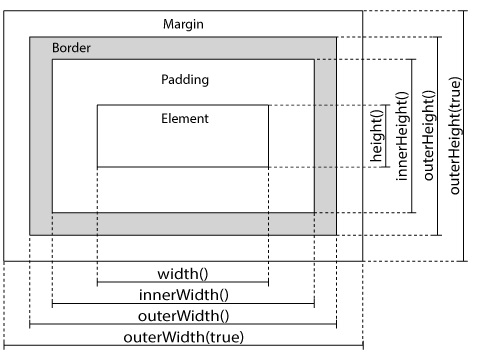 Margin
Border
Padding
Element
height()
innerHeight()
outerHeight()
outerHeight(true)
width()
innerWidth()
outerWidth()
outerWidth(true)